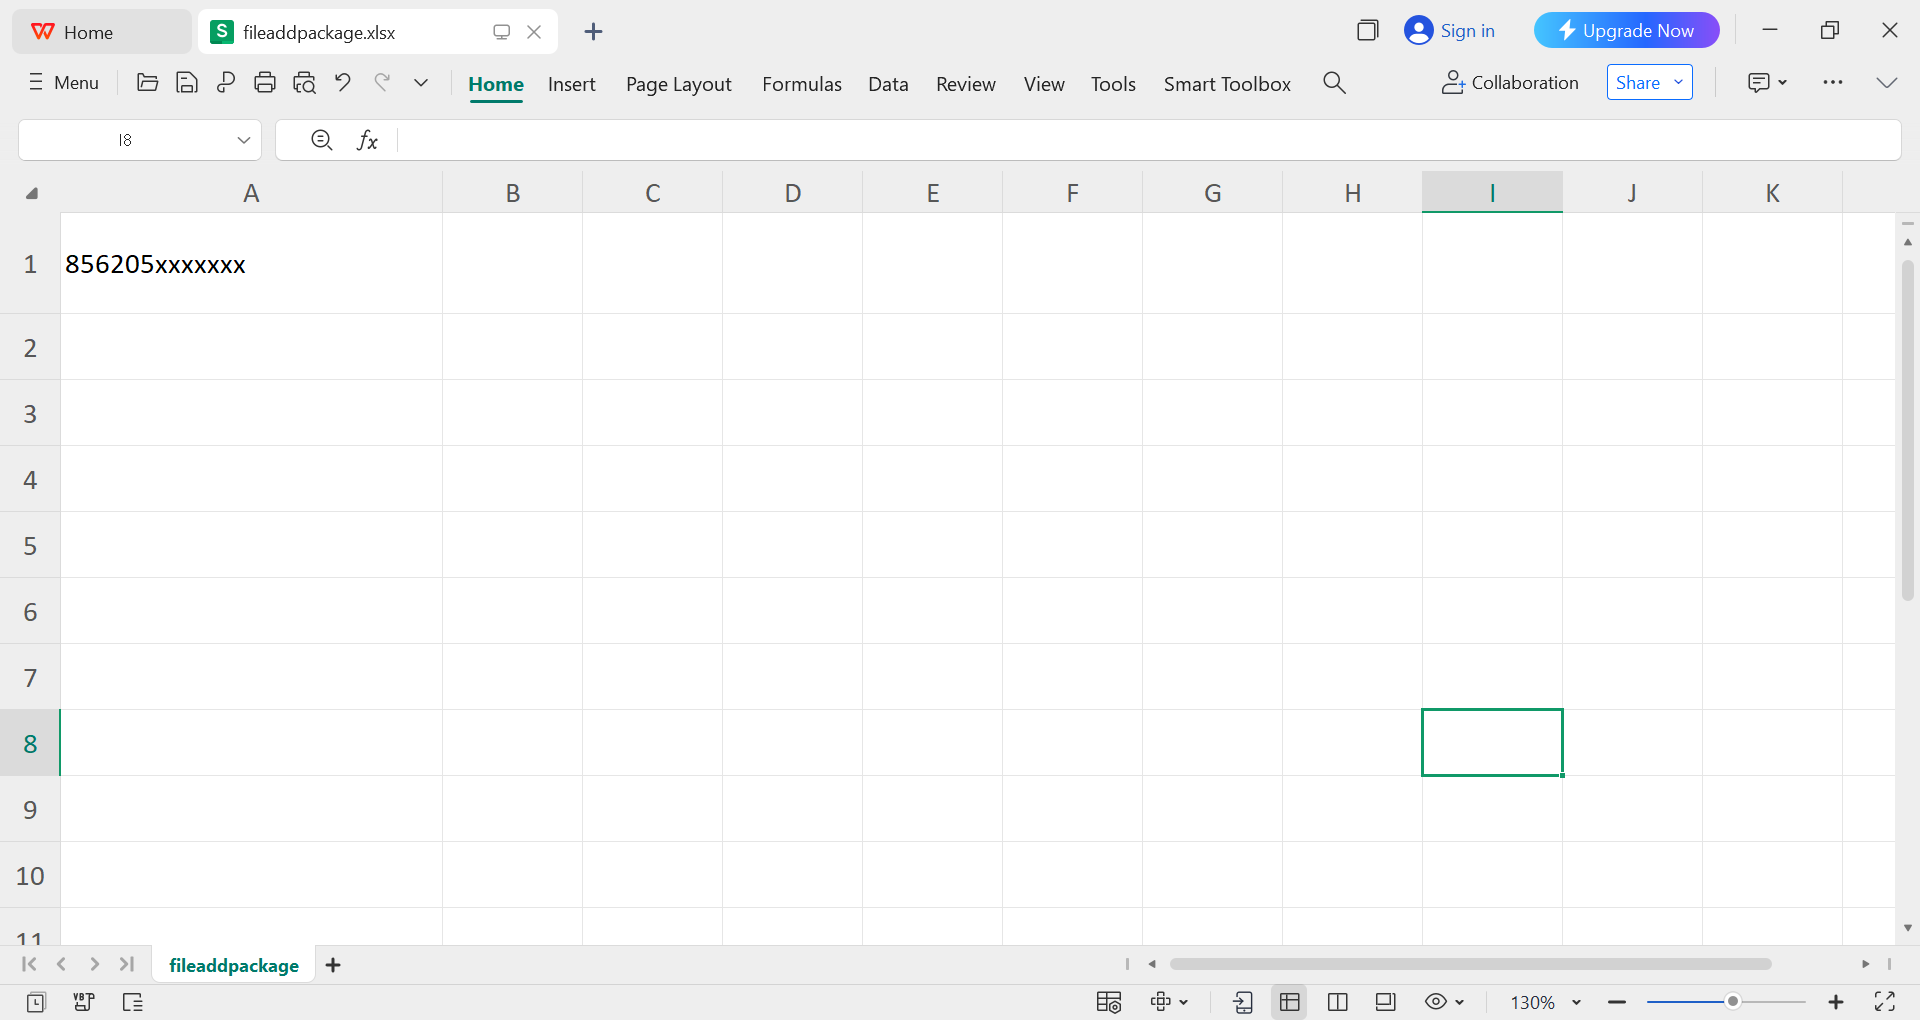 Home
fileaddpackage.xlsx
Sign in
Upgrade Now
Menu
Home Insert Page Layout Formulas Data Review View Tools Smart Toolbox
Collaboration
Share
I8
fx
A B C D E F G H I J K
1 856205xxxxxxx
2
3
4
5
6
7
8
9
10
11
fileaddpackage
130%